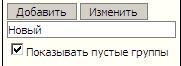 Добавить Изменить
Новый
Показывать пустые группы